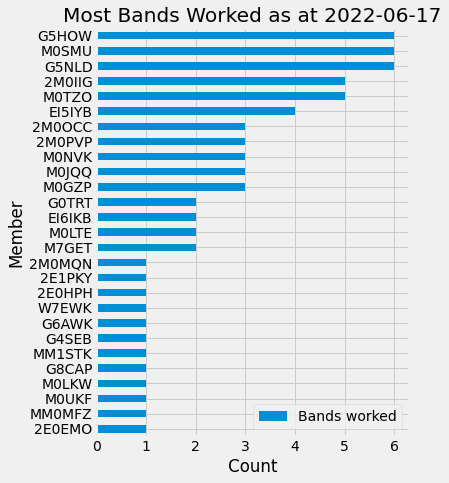 Most Bands Worked as at 2022-06-17
G5HOW
M0SMU
G5NLD
2M0IIG
M0TZO
EI5IYB
2M0OCC
2M0PVP
M0NVK
M0JQQ
M0GZP
G0TRT
EI6IKB
M0LTE
M7GET
2M0MQN
2E1PKY
2E0HPH
W7EWK
G6AWK
G4SEB
MM1STK
G8CAP
M0LKW
M0UKF
MM0MFZ
2E0EMO
Member
Bands worked
0 1 2 3 4 5 6
Count